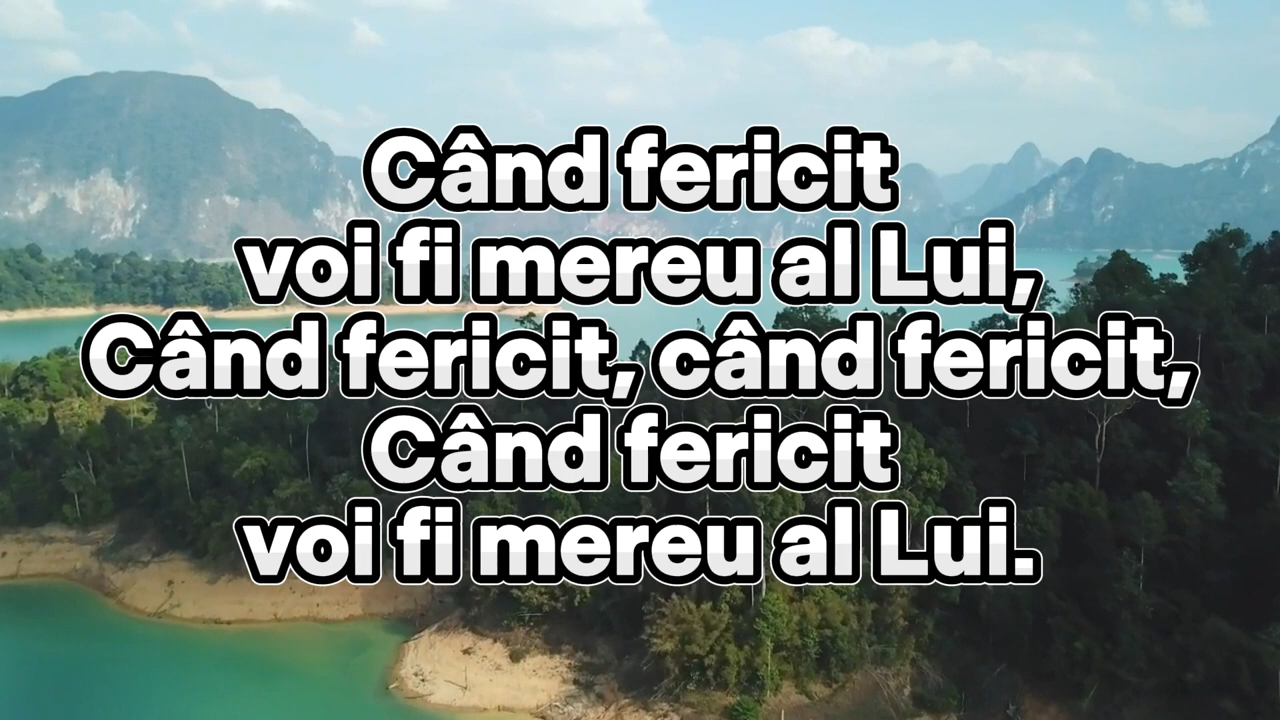 Când fericit
voi fi mereu al Lui,
Când fericit, când fericit,
Când fericit
voi fi mereu al Lui.